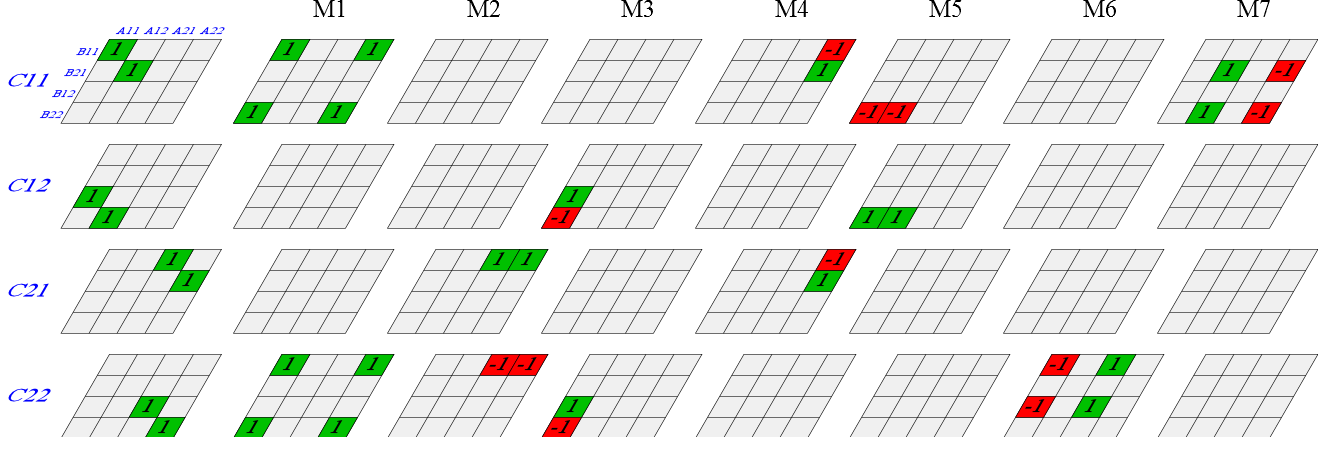 M1 M2 M3 M4 M5 M6 M7
A11 A12 A21 A22
B11 1 1 1 -1
C11 B21 1 1 1 -1
B12
B22 1 1 -1 -1 1 -1
C12 1 1
1 1 -1 1 1
C21 1 1 1 -1
1 1
1 1 -1 -1 -1 1
C22 1 1 -1 1
1 1 1 -1